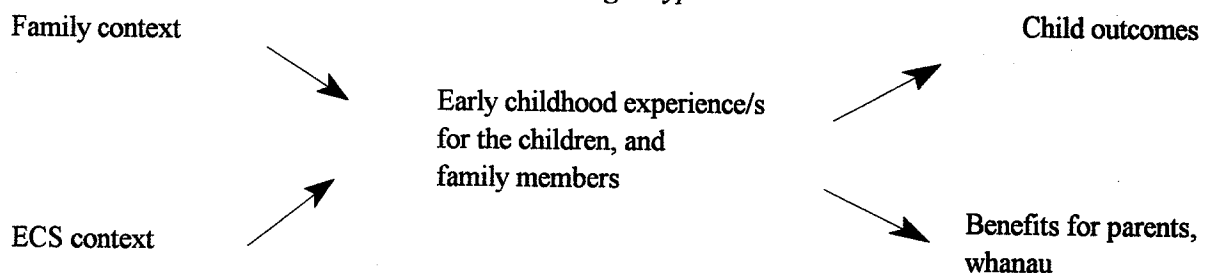 Family context
Child outcomes
Early childhood experience/s
for the children, and
family members
ECS context
Benefits for parents,
whanau